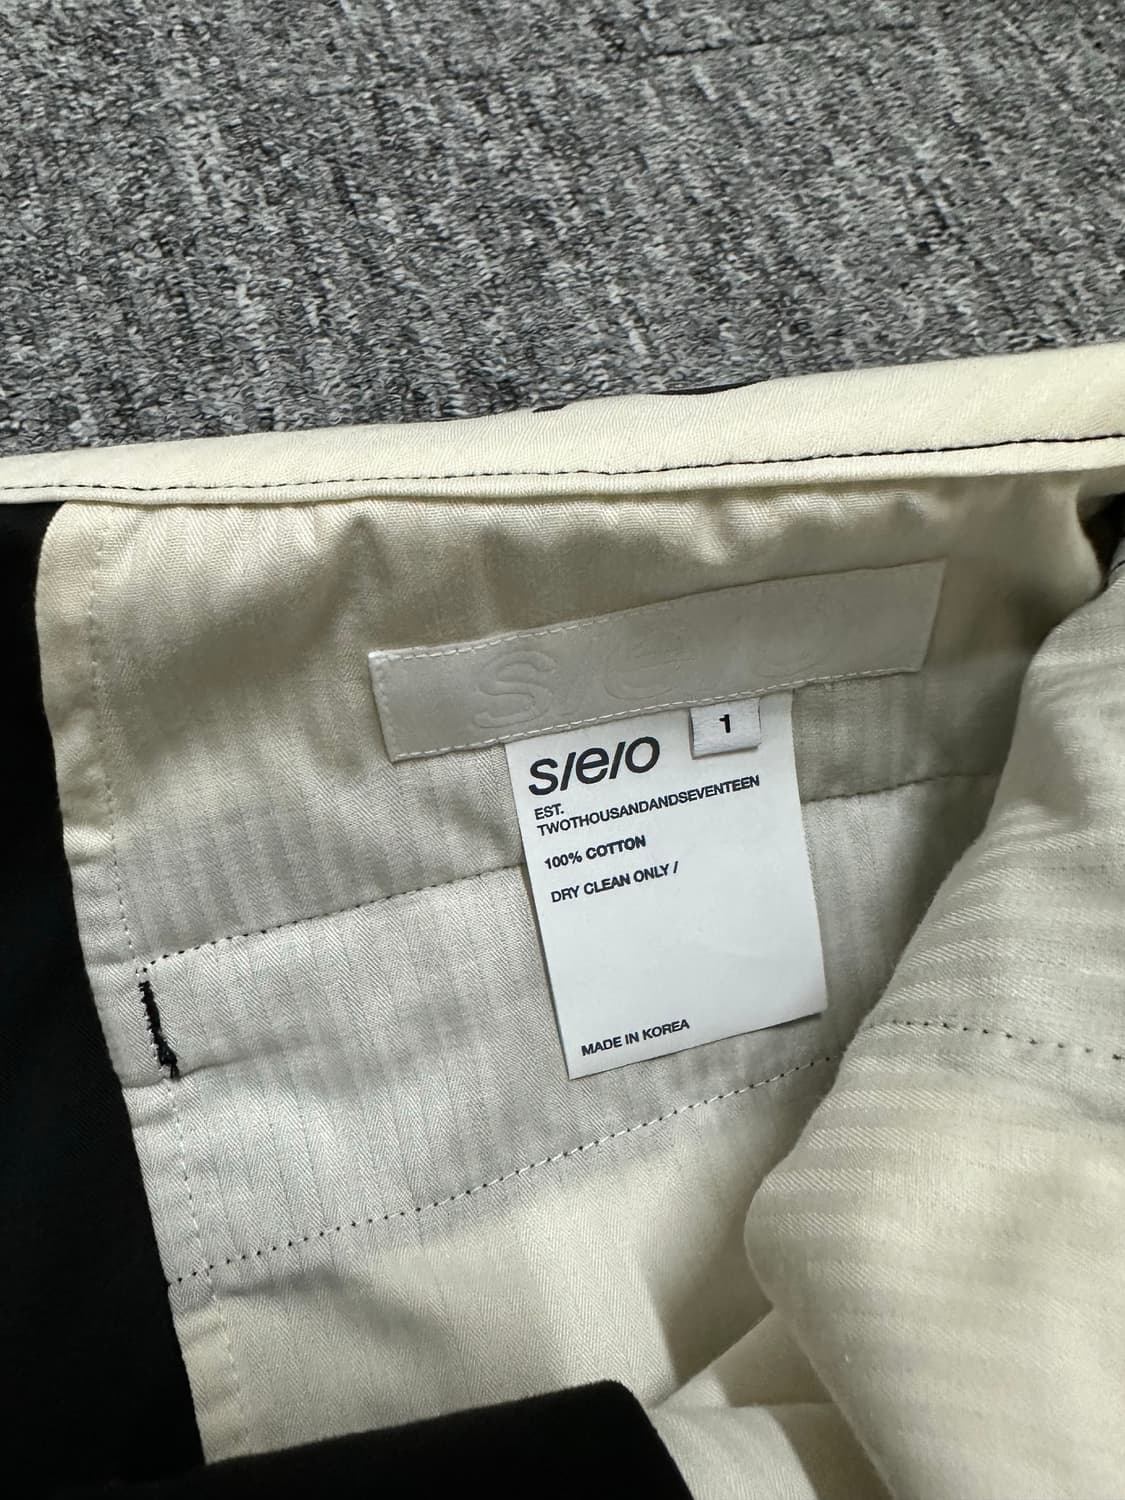 s/e/o
1
s/e/o
EST.
TWOTHOUSANDANDSEVENTEEN
100% COTTON
DRY CLEAN ONLY /
MADE IN KOREA